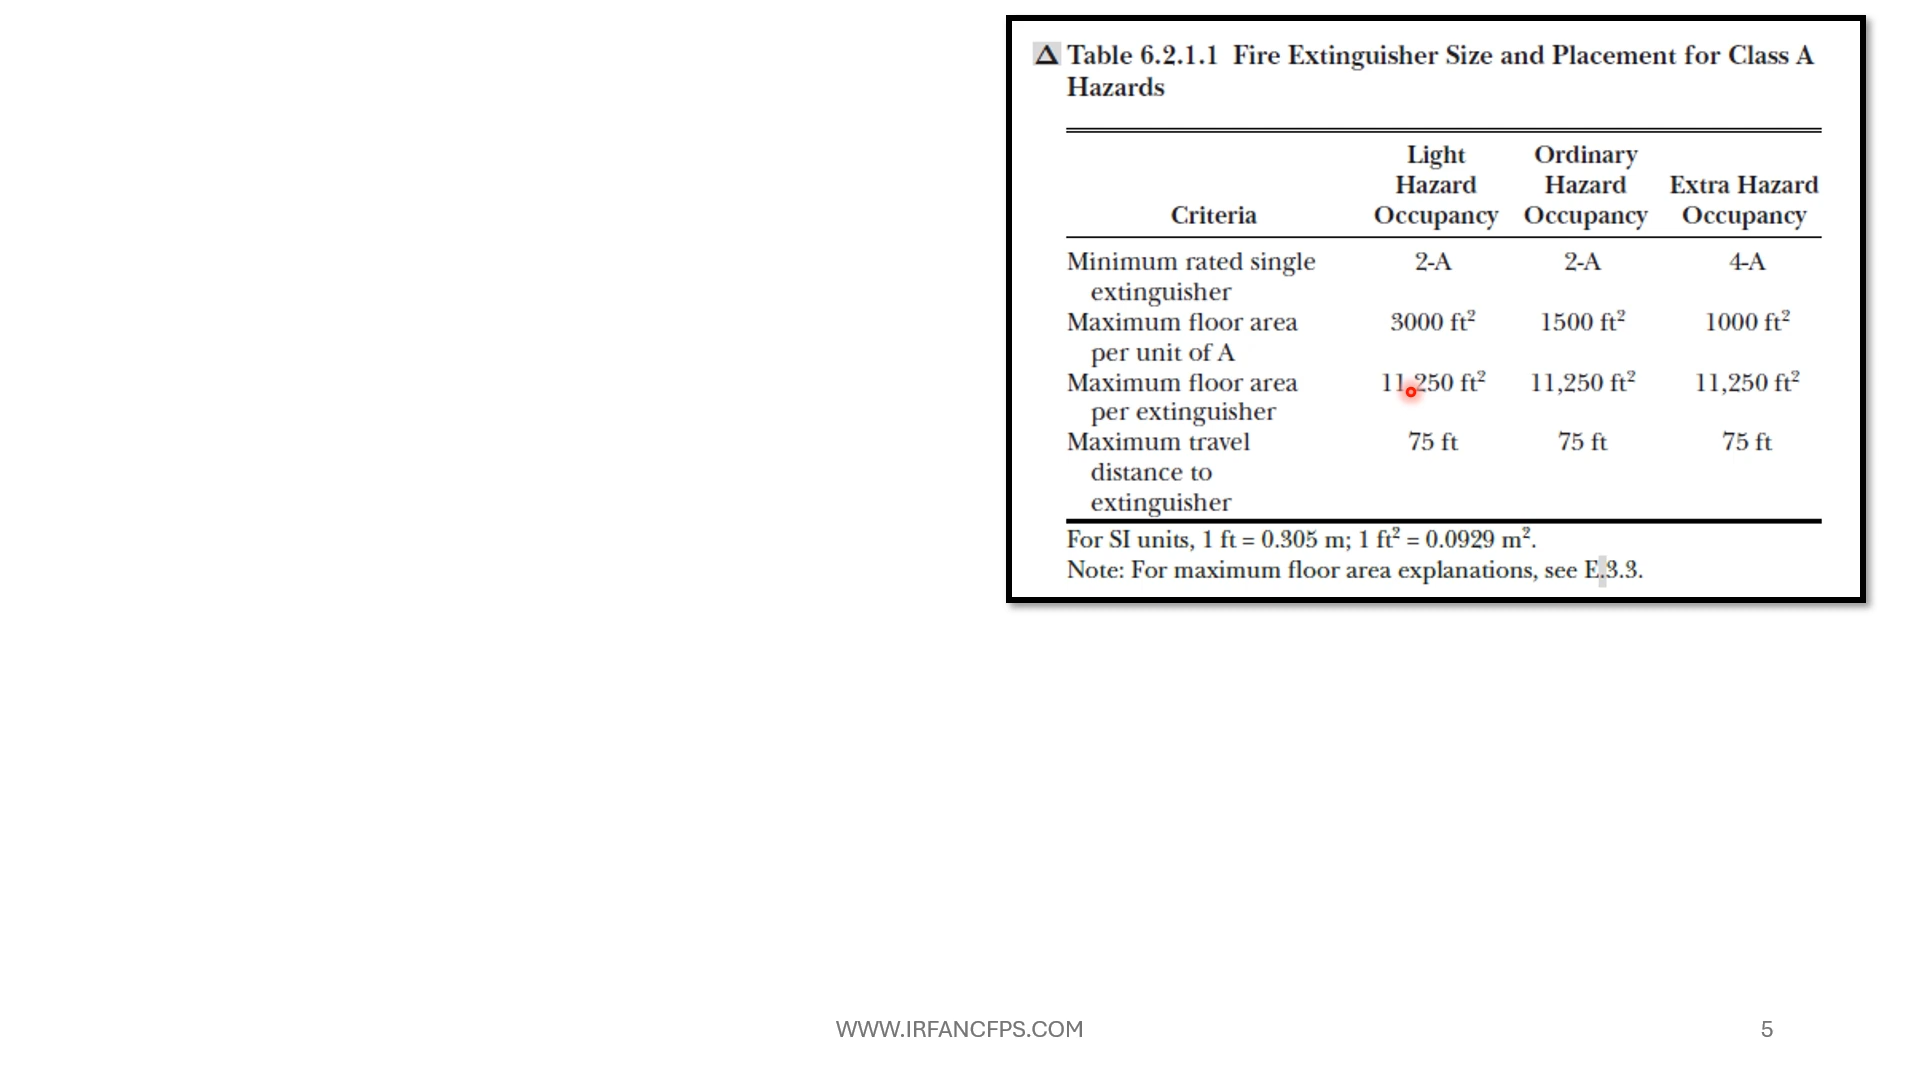 Δ Table 6.2.1.1 Fire Extinguisher Size and Placement for Class A
Hazards
Light Ordinary
Hazard Hazard Extra Hazard
Criteria Occupancy Occupancy Occupancy
Minimum rated single 2-A 2-A 4-A
extinguisher
Maximum floor area 3000 ft² 1500 ft² 1000 ft²
per unit of A
Maximum floor area 11,250 ft² 11,250 ft² 11,250 ft²
per extinguisher
Maximum travel 75 ft 75 ft 75 ft
distance to
extinguisher
For SI units, 1 ft = 0.305 m; 1 ft² = 0.0929 m².
Note: For maximum floor area explanations, see E.3.3.
WWW.IRFANCFPS.COM 5